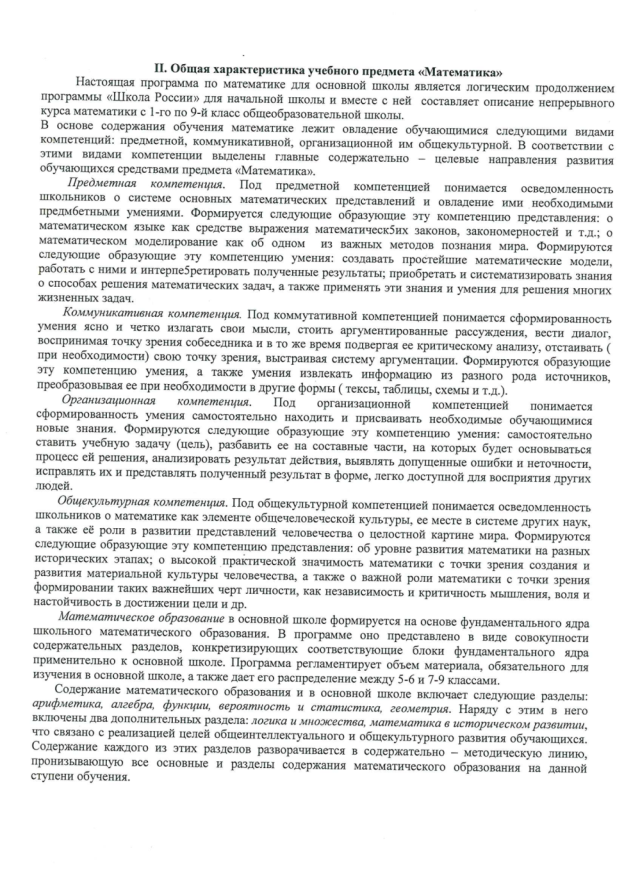 II. Общая характеристика учебного предмета «Математика»
Настоящая программа по математике для основной школы является логическим продолжением
программы «Школа России» для начальной школы и вместе с ней составляет описание непрерывного
курса математики с 1-го по 9-й класс общеобразовательной школы.
В основе содержания обучения математике лежит овладение обучающимися следующими видами
компетенций: предметной, коммуникативной, организационной им общекультурной. В соответствии с
этими видами компетенции выделены главные содержательно – целевые направления развития
обучающихся средствами предмета «Математика».
Предметная компетенция. Под предметной компетенцией понимается осведомленность
школьников о системе основных математических представлений и овладение ими необходимыми
предмбетными умениями. Формируется следующие образующие эту компетенцию представления: о
математическом языке как средстве выражения математическ5их законов, закономерностей и т.д.; о
математическом моделирование как об одном из важных методов познания мира. Формируются
следующие образующие эту компетенцию умения: создавать простейшие математические модели,
работать с ними и интерпе5ретировать полученные результаты; приобретать и систематизировать знания
о способах решения математических задач, а также применять эти знания и умения для решения многих
жизненных задач.
Коммуникативная компетенция. Под коммутативной компетенцией понимается сформированность
умения ясно и четко излагать свои мысли, стоить аргументированные рассуждения, вести диалог,
воспринимая точку зрения собеседника и в то же время подвергая ее критическому анализу, отстаивать (
при необходимости) свою точку зрения, выстраивая систему аргументации. Формируются образующие
эту компетенцию умения, а также умения извлекать информацию из разного рода источников,
преобразовывая ее при необходимости в другие формы ( тексы, таблицы, схемы и т.д.).
Организационная компетенция. Под организационной компетенцией понимается
сформированность умения самостоятельно находить и присваивать необходимые обучающимися
новые знания. Формируются следующие образующие эту компетенцию умения: самостоятельно
ставить учебную задачу (цель), разбавить ее на составные части, на которых будет основываться
процесс ей решения, анализировать результат действия, выявлять допущенные ошибки и неточности,
исправлять их и представлять полученный результат в форме, легко доступной для восприятия других
людей.
Общекультурная компетенция. Под общекультурной компетенцией понимается осведомленность
школьников о математике как элементе общечеловеческой культуры, ее месте в системе других наук,
а также её роли в развитии представлений человечества о целостной картине мира. Формируются
следующие образующие эту компетенцию представления: об уровне развития математики на разных
исторических этапах; о высокой практической значимость математики с точки зрения создания и
развития материальной культуры человечества, а также о важной роли математики с точки зрения
формировании таких важнейших черт личности, как независимость и критичность мышления, воля и
настойчивость в достижении цели и др.
Математическое образование в основной школе формируется на основе фундаментального ядра
школьного математического образования. В программе оно представлено в виде совокупности
содержательных разделов, конкретизирующих соответствующие блоки фундаментального ядра
применительно к основной школе. Программа регламентирует объем материала, обязательного для
изучения в основной школе, а также дает его распределение между 5-6 и 7-9 классами.
Содержание математического образования и в основной школе включает следующие разделы:
арифметика, алгебра, функции, вероятность и статистика, геометрия. Наряду с этим в него
включены два дополнительных раздела: логика и множества, математика в историческом развитии,
что связано с реализацией целей общеинтеллектуального и общекультурного развития обучающихся.
Содержание каждого из этих разделов разворачивается в содержательно – методическую линию,
пронизывающую все основные и разделы содержания математического образования на данной
ступени обучения.